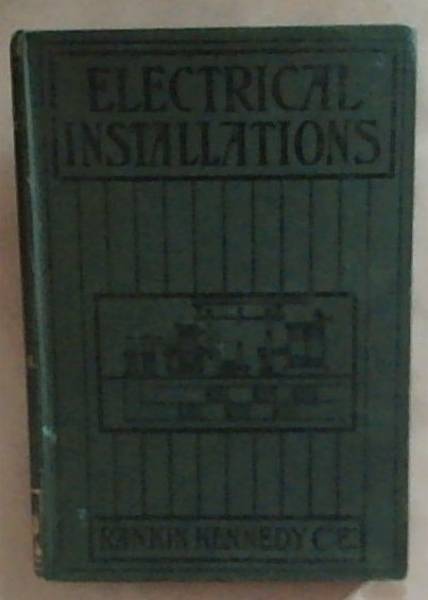 ELECTRICAL
INSTALLATIONS
RANKIN KENNEDY C.E.